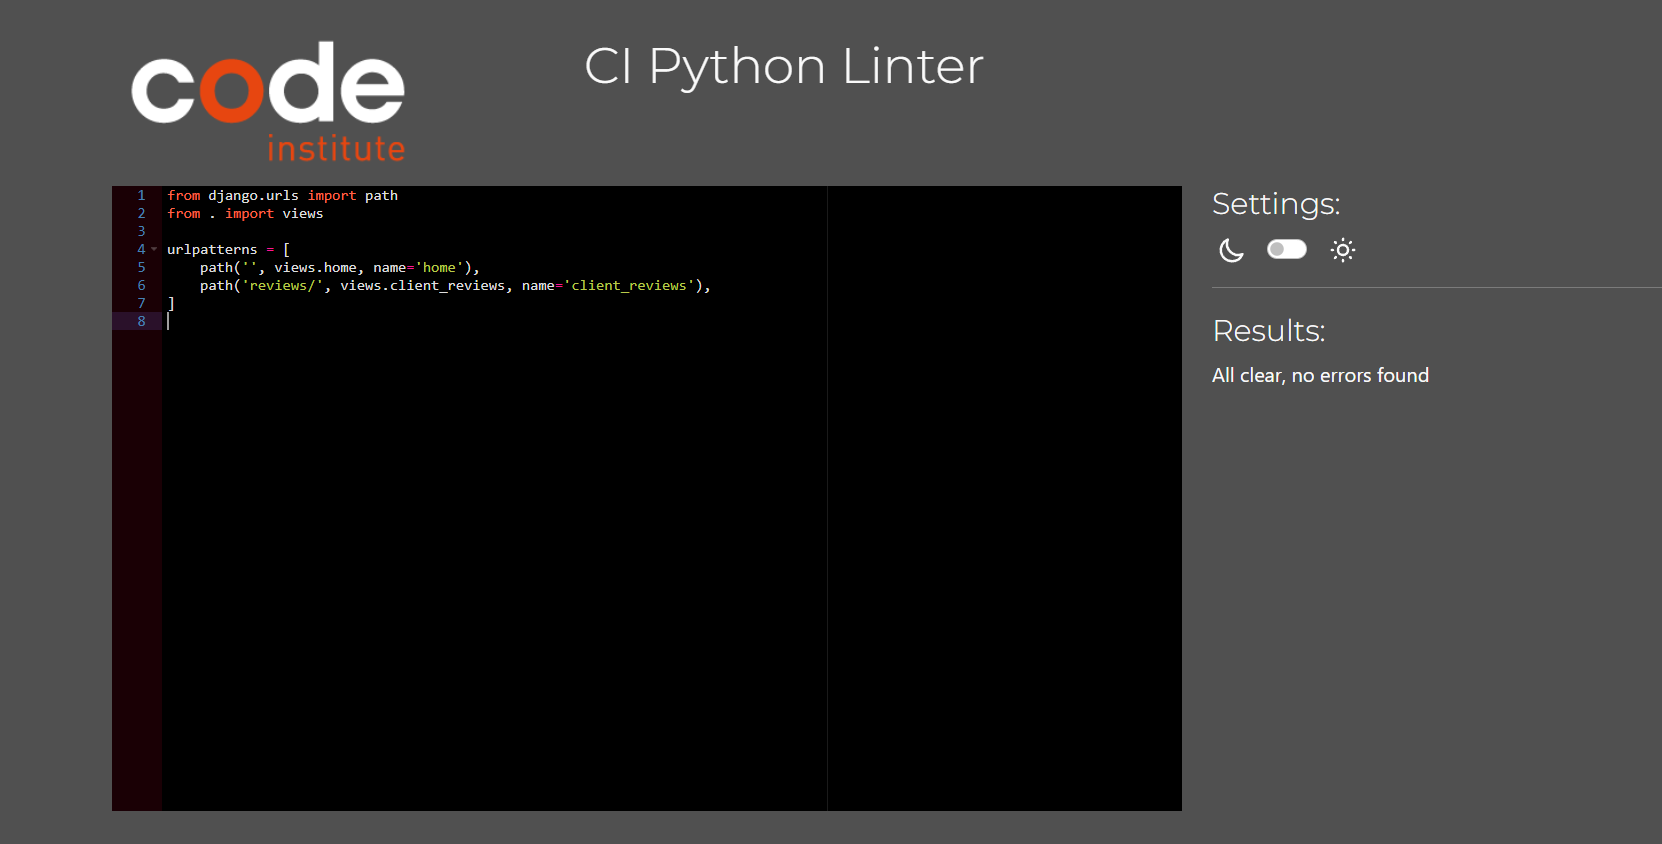 code
institute
CI Python Linter
1 from django.urls import path
2 from . import views
3
4 urlpatterns = [
5     path('', views.home, name='home'),
6     path('reviews/', views.client_reviews, name='client_reviews'),
7 ]
8
Settings:
Results:
All clear, no errors found